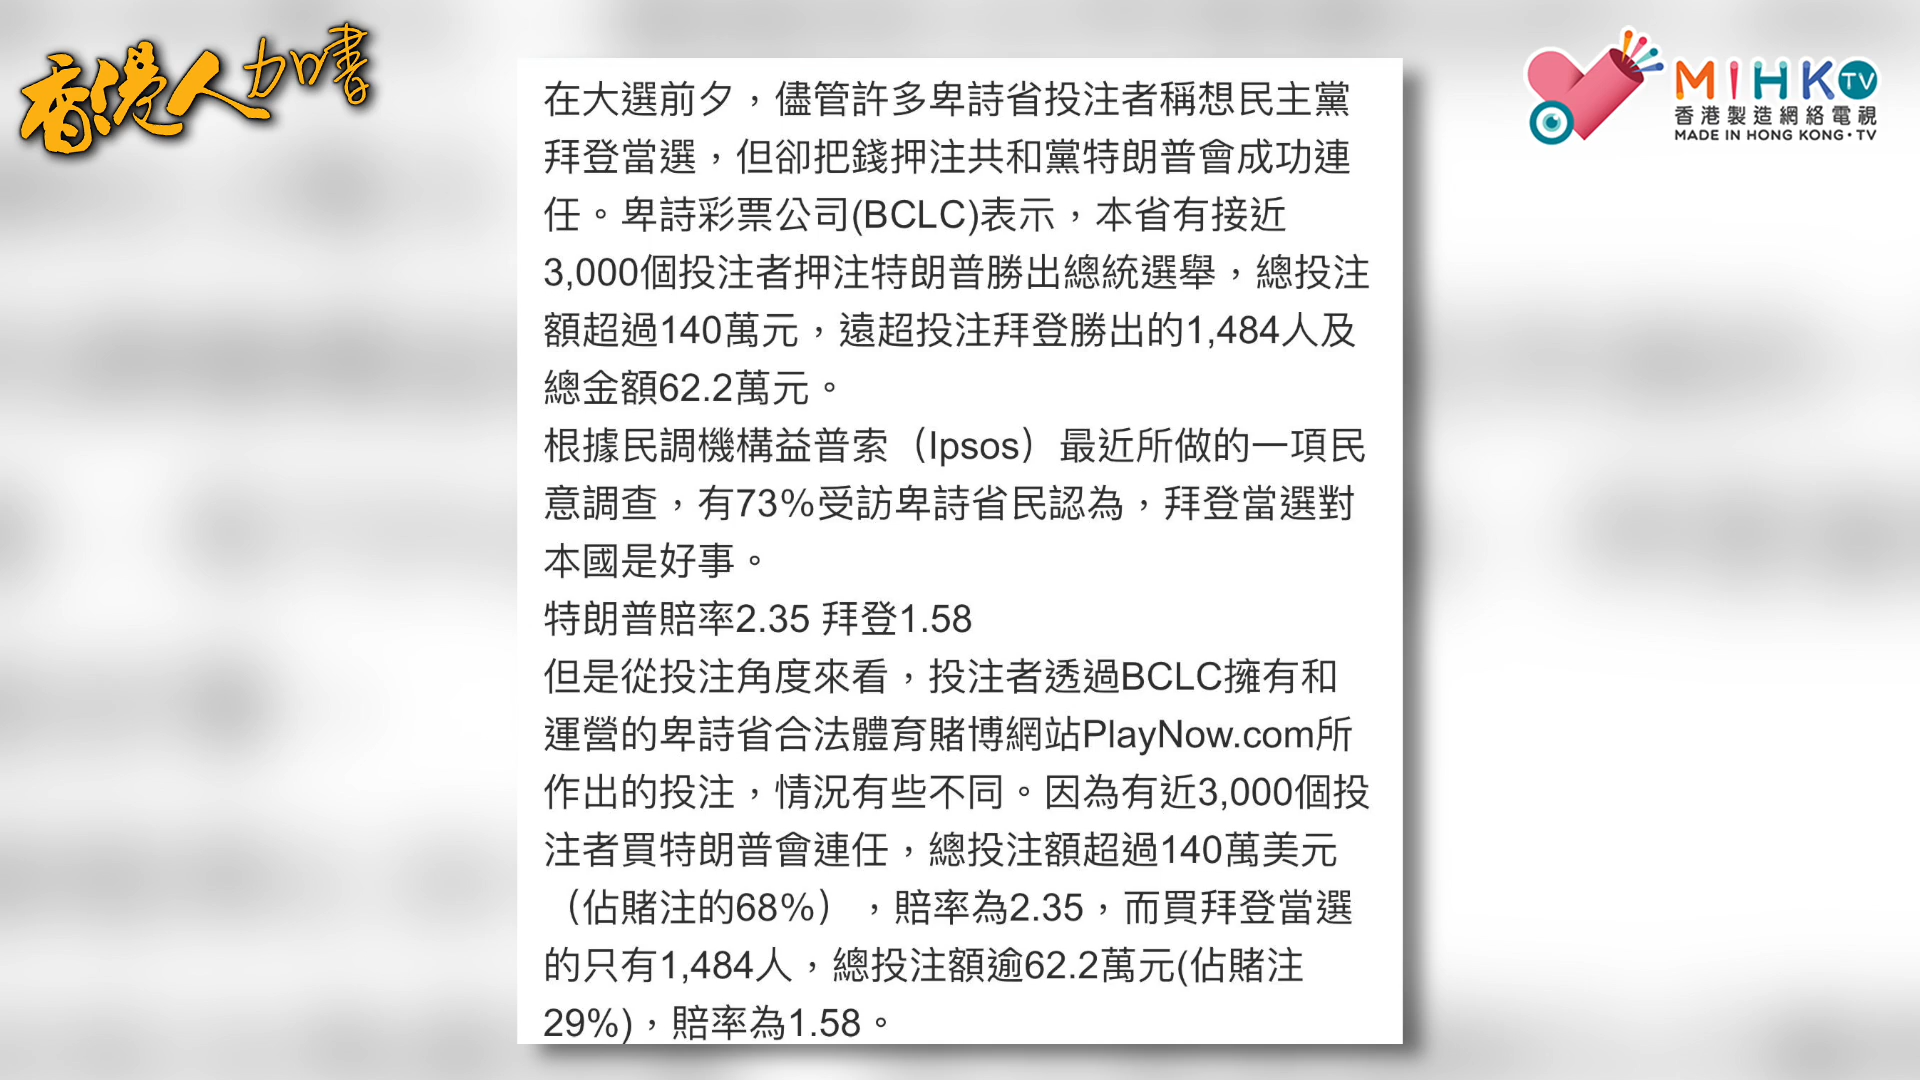 香港人加書
MIHK TV
香港製造網絡電視
MADE IN HONG KONG • TV
在大選前夕，儘管許多卑詩省投注者稱想民主黨
拜登當選，但卻把錢押注共和黨特朗普會成功連
任。卑詩彩票公司(BCLC)表示，本省有接近
3,000個投注者押注特朗普勝出總統選舉，總投注
額超過140萬元，遠超投注拜登勝出的1,484人及
總金額62.2萬元。
根據民調機構益普索（Ipsos）最近所做的一項民
意調查，有73%受訪卑詩省民認為，拜登當選對
本國是好事。
特朗普賠率2.35 拜登1.58
但是從投注角度來看，投注者透過BCLC擁有和
運營的卑詩省合法體育賭博網站PlayNow.com所
作出的投注，情況有些不同。因為有近3,000個投
注者買特朗普會連任，總投注額超過140萬美元
（佔賭注的68%），賠率為2.35，而買拜登當選
的只有1,484人，總投注額逾62.2萬元(佔賭注
29%)，賠率為1.58。